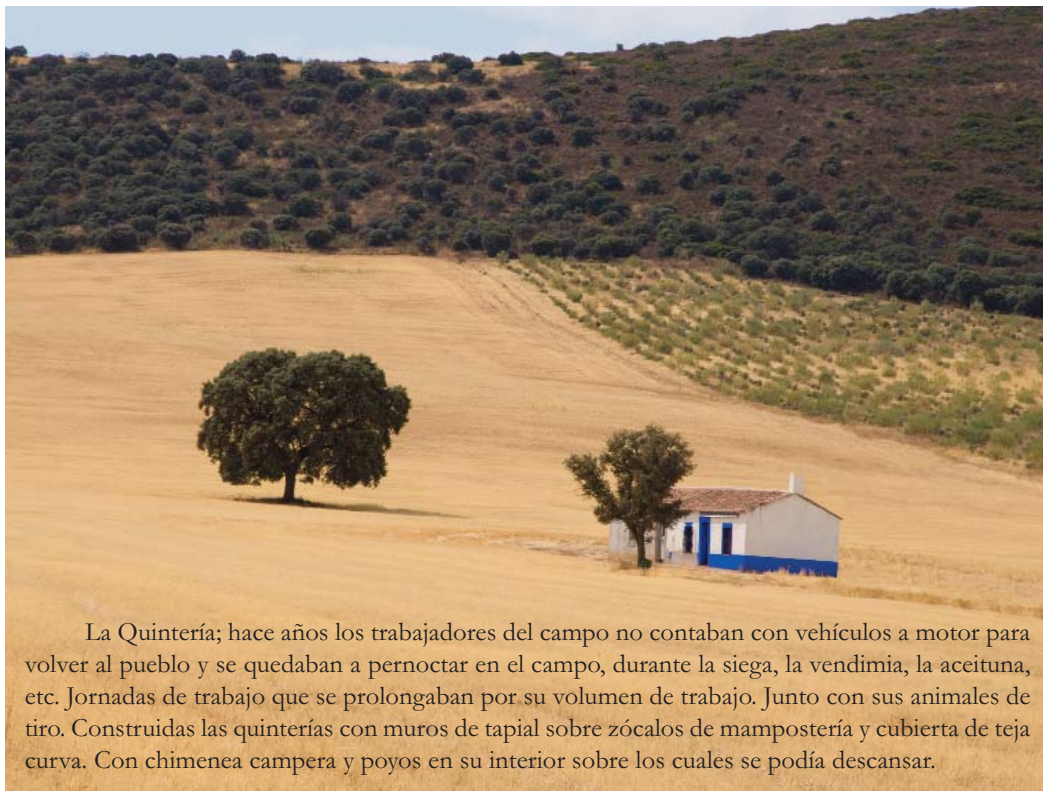 La Quintería; hace años los trabajadores del campo no contaban con vehículos a motor para
volver al pueblo y se quedaban a pernoctar en el campo, durante la siega, la vendimia, la aceituna,
etc. Jornadas de trabajo que se prolongaban por su volumen de trabajo. Junto con sus animales de
tiro. Construidas las quinterías con muros de tapial sobre zócalos de mampostería y cubierta de teja
curva. Con chimenea campera y poyos en su interior sobre los cuales se podía descansar.